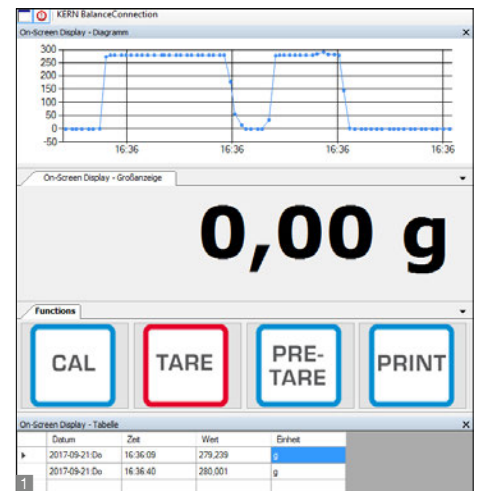 KERN BalanceConnection
On-Screen Display - Diagramm
300
250
200
150
100
50
0
-50
16:36 16:36 16:36 16:36
On-Screen Display - Großanzeige
0,00 g
Functions
CAL TARE PRE-TARE PRINT
On-Screen Display - Tabelle
Datum Zeit Wert Einheit
2017-09-21:Do 16:36:09 279,239 g
2017-09-21:Do 16:36:40 280,001 g
1